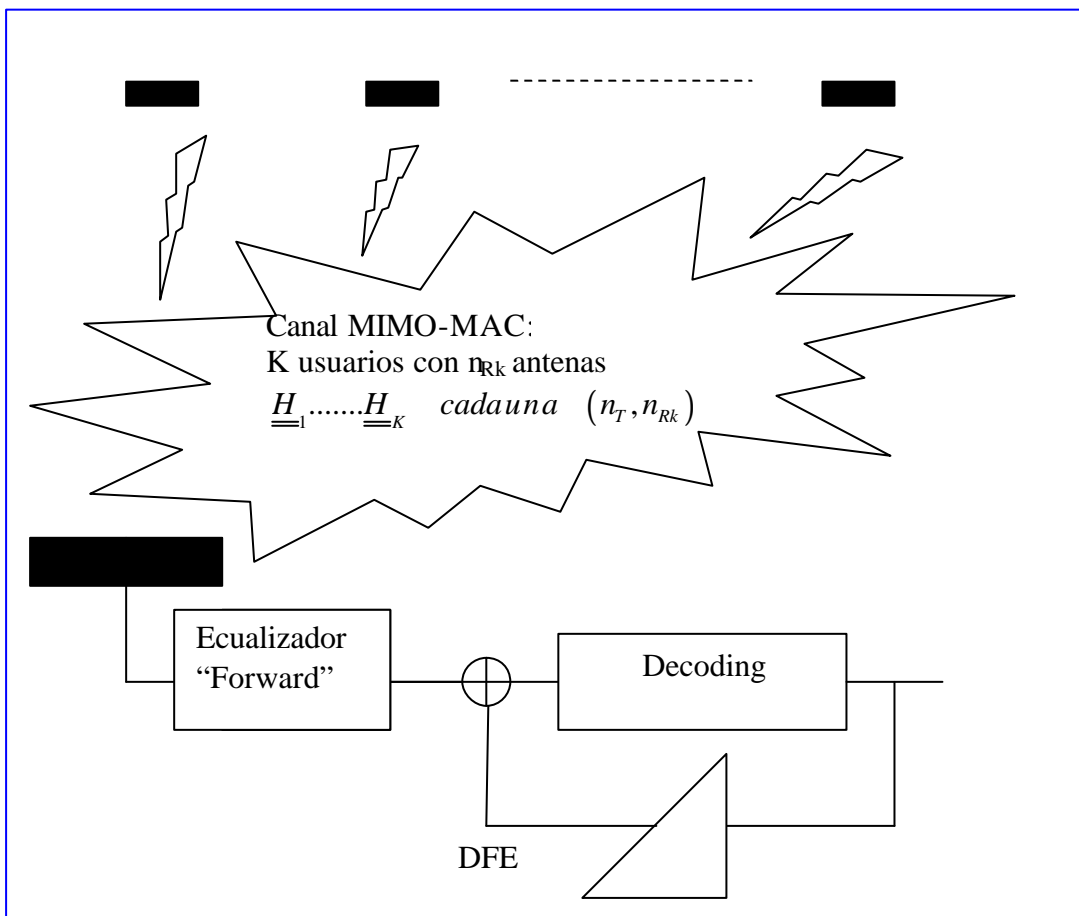 Canal MIMO-MAC:
K usuarios con n_Rk antenas
H_1.......H_K cadauna (n_T, n_Rk)
Ecualizador
“Forward”
Decoding
DFE